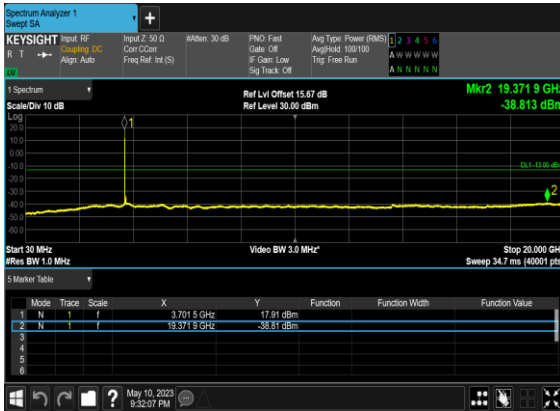 Spectrum Analyzer 1
Swept SA
+
KEYSIGHT Input: RF Input Z: 50 Ω #Atten: 30 dB PNO: Fast Avg Type: Power (RMS) 1 2 3 4 5 6
R T Coupling: DC Corr CCorr Gate: Off Avg|Hold: 100/100 A W W W W W
Align: Auto Freq Ref: Int (S) IF Gain: Low Trig: Free Run
Sig Track: Off A N N N N N
1 Spectrum Ref Lvl Offset 15.67 dB Mkr2 19.371 9 GHz
Scale/Div 10 dB Ref Level 30.00 dBm -38.813 dBm
Log
1
20.0
10.0
0.00
-10.0
DL1 -13.00 dBm
-20.0
-30.0
2
-40.0
-50.0
-60.0
Start 30 MHz Video BW 3.0 MHz* Stop 20.000 GHz
#Res BW 1.0 MHz Sweep 34.7 ms (40001 pts)
5 Marker Table
Mode Trace Scale X Y Function Function Width Function Value
1 N 1 f 3.701 5 GHz 17.91 dBm
2 N 1 f 19.371 9 GHz -38.81 dBm
3
4
5
6
? May 10, 2023
9:32:07 PM